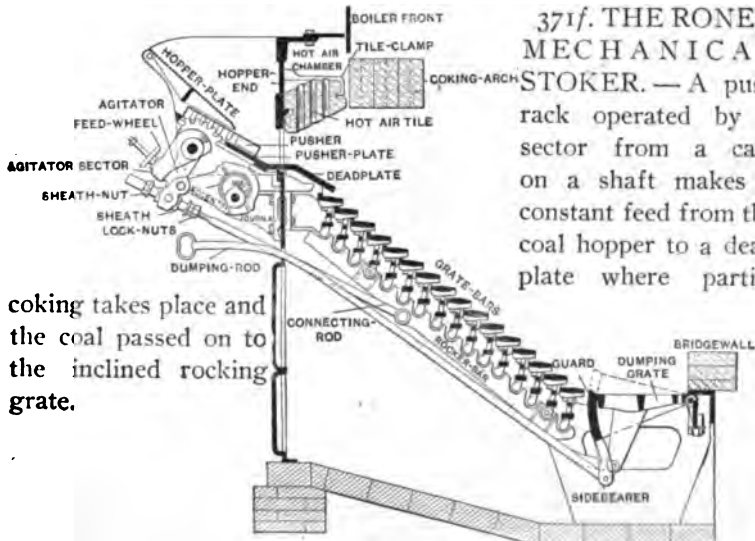 371f. THE RONE
MECHANICA
STOKER. — A pus
rack operated by
sector from a ca
on a shaft makes
constant feed from th
coal hopper to a dea
plate where parti
coking takes place and
the coal passed on to
the inclined rocking
grate.
BOILER FRONT
HOT AIR
CHAMBER
TILE-CLAMP
HOPPER-
END
COKING-ARCH
HOPPER-PLATE
HOT AIR TILE
AGITATOR
FEED-WHEEL
PUSHER
PUSHER-PLATE
AGITATOR SECTOR
DEADPLATE
SHEATH-NUT
SHEATH
LOCK-NUTS
DUMPING-ROD
GRATE-BARS
CONNECTING-
ROD
ROCKER-BAR
BRIDGEWALL
GUARD
DUMPING
GRATE
SIDEBEARER